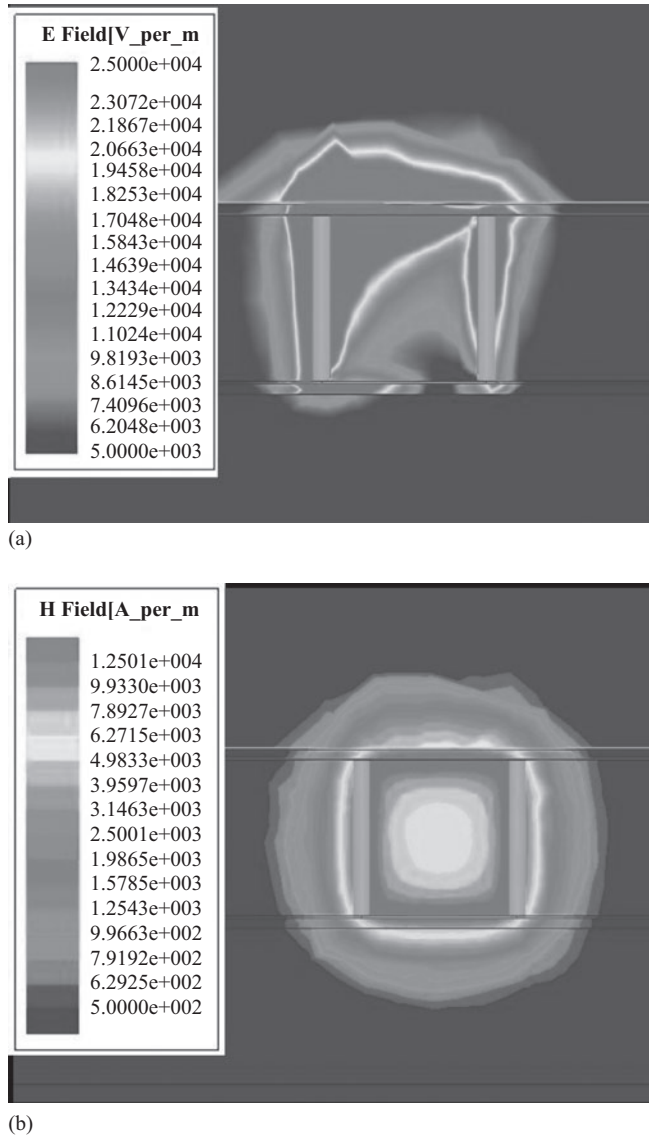 E Field[V_per_m
2.5000e+004
2.3072e+004
2.1867e+004
2.0663e+004
1.9458e+004
1.8253e+004
1.7048e+004
1.5843e+004
1.4639e+004
1.3434e+004
1.2229e+004
1.1024e+004
9.8193e+003
8.6145e+003
7.4096e+003
6.2048e+003
5.0000e+003
(a)
H Field[A_per_m
1.2501e+004
9.9330e+003
7.8927e+003
6.2715e+003
4.9833e+003
3.9597e+003
3.1463e+003
2.5001e+003
1.9865e+003
1.5785e+003
1.2543e+003
9.9663e+002
7.9192e+002
6.2925e+002
5.0000e+002
(b)